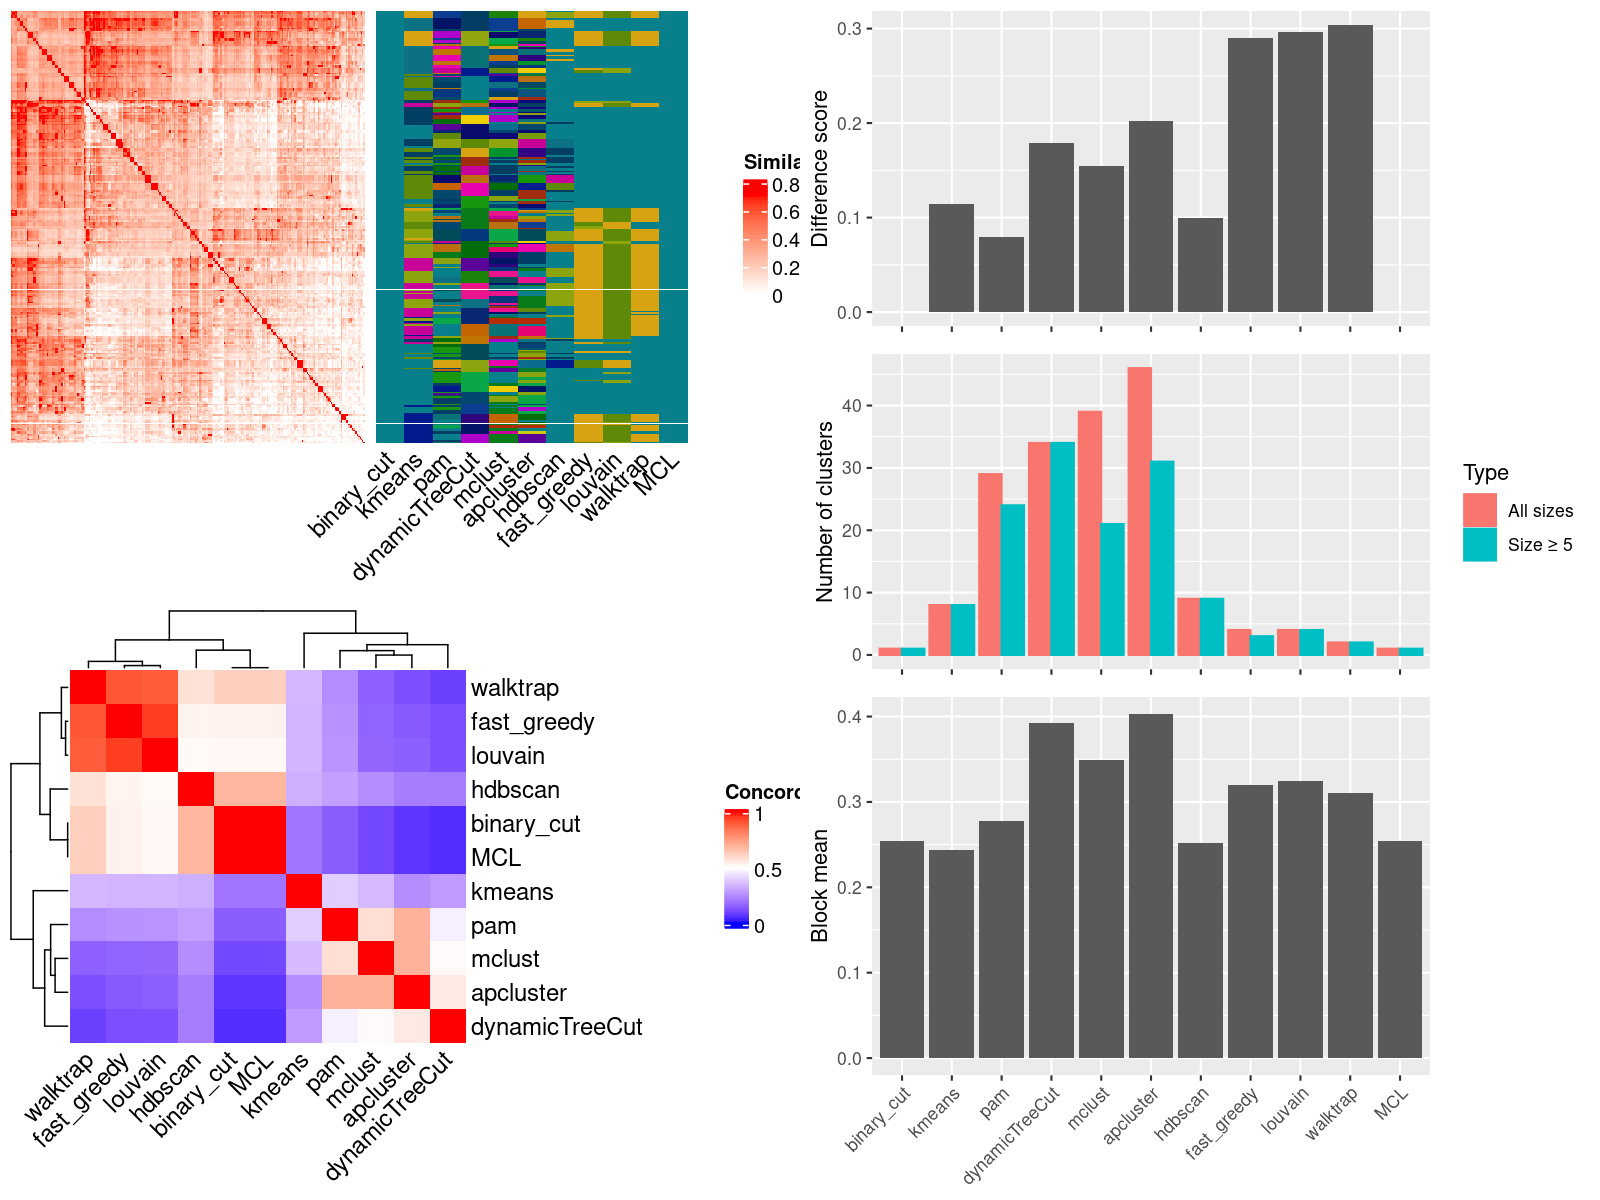 Simila
0.8
0.6
0.4
0.2
0
binary_cut
kmeans
pam
dynamicTreeCut
mclust
apcluster
hdbscan
fast_greedy
louvain
walktrap
MCL
Difference score
0.3
0.2
0.1
0.0
Number of clusters
40
30
20
10
0
Type
All sizes
Size ≥ 5
walktrap
fast_greedy
louvain
hdbscan
binary_cut
MCL
kmeans
pam
mclust
apcluster
dynamicTreeCut
walktrap
fast_greedy
louvain
hdbscan
binary_cut
MCL
kmeans
pam
mclust
apcluster
dynamicTreeCut
Concord
1
0.5
0
Block mean
0.4
0.3
0.2
0.1
0.0
binary_cut
kmeans
pam
dynamicTreeCut
mclust
apcluster
hdbscan
fast_greedy
louvain
walktrap
MCL